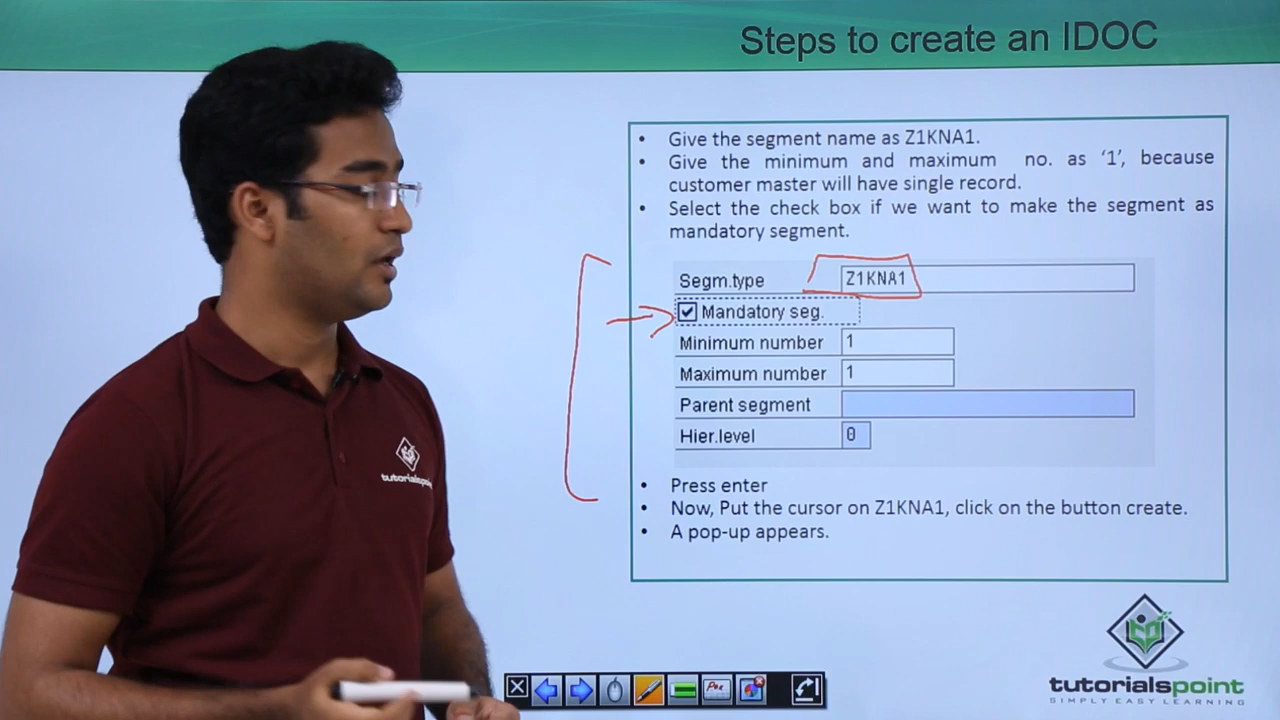 Steps to create an IDOC
• Give the segment name as Z1KNA1.
• Give the minimum and maximum no. as ‘1’, because
customer master will have single record.
• Select the check box if we want to make the segment as
mandatory segment.
Segm.type Z1KNA1
Mandatory seg.
Minimum number 1
Maximum number 1
Parent segment
Hier.level 0
• Press enter
• Now, Put the cursor on Z1KNA1, click on the button create.
• A pop-up appears.
tutorialspoint
Pen
tutorialspoint
SIMPLY EASY LEARNING